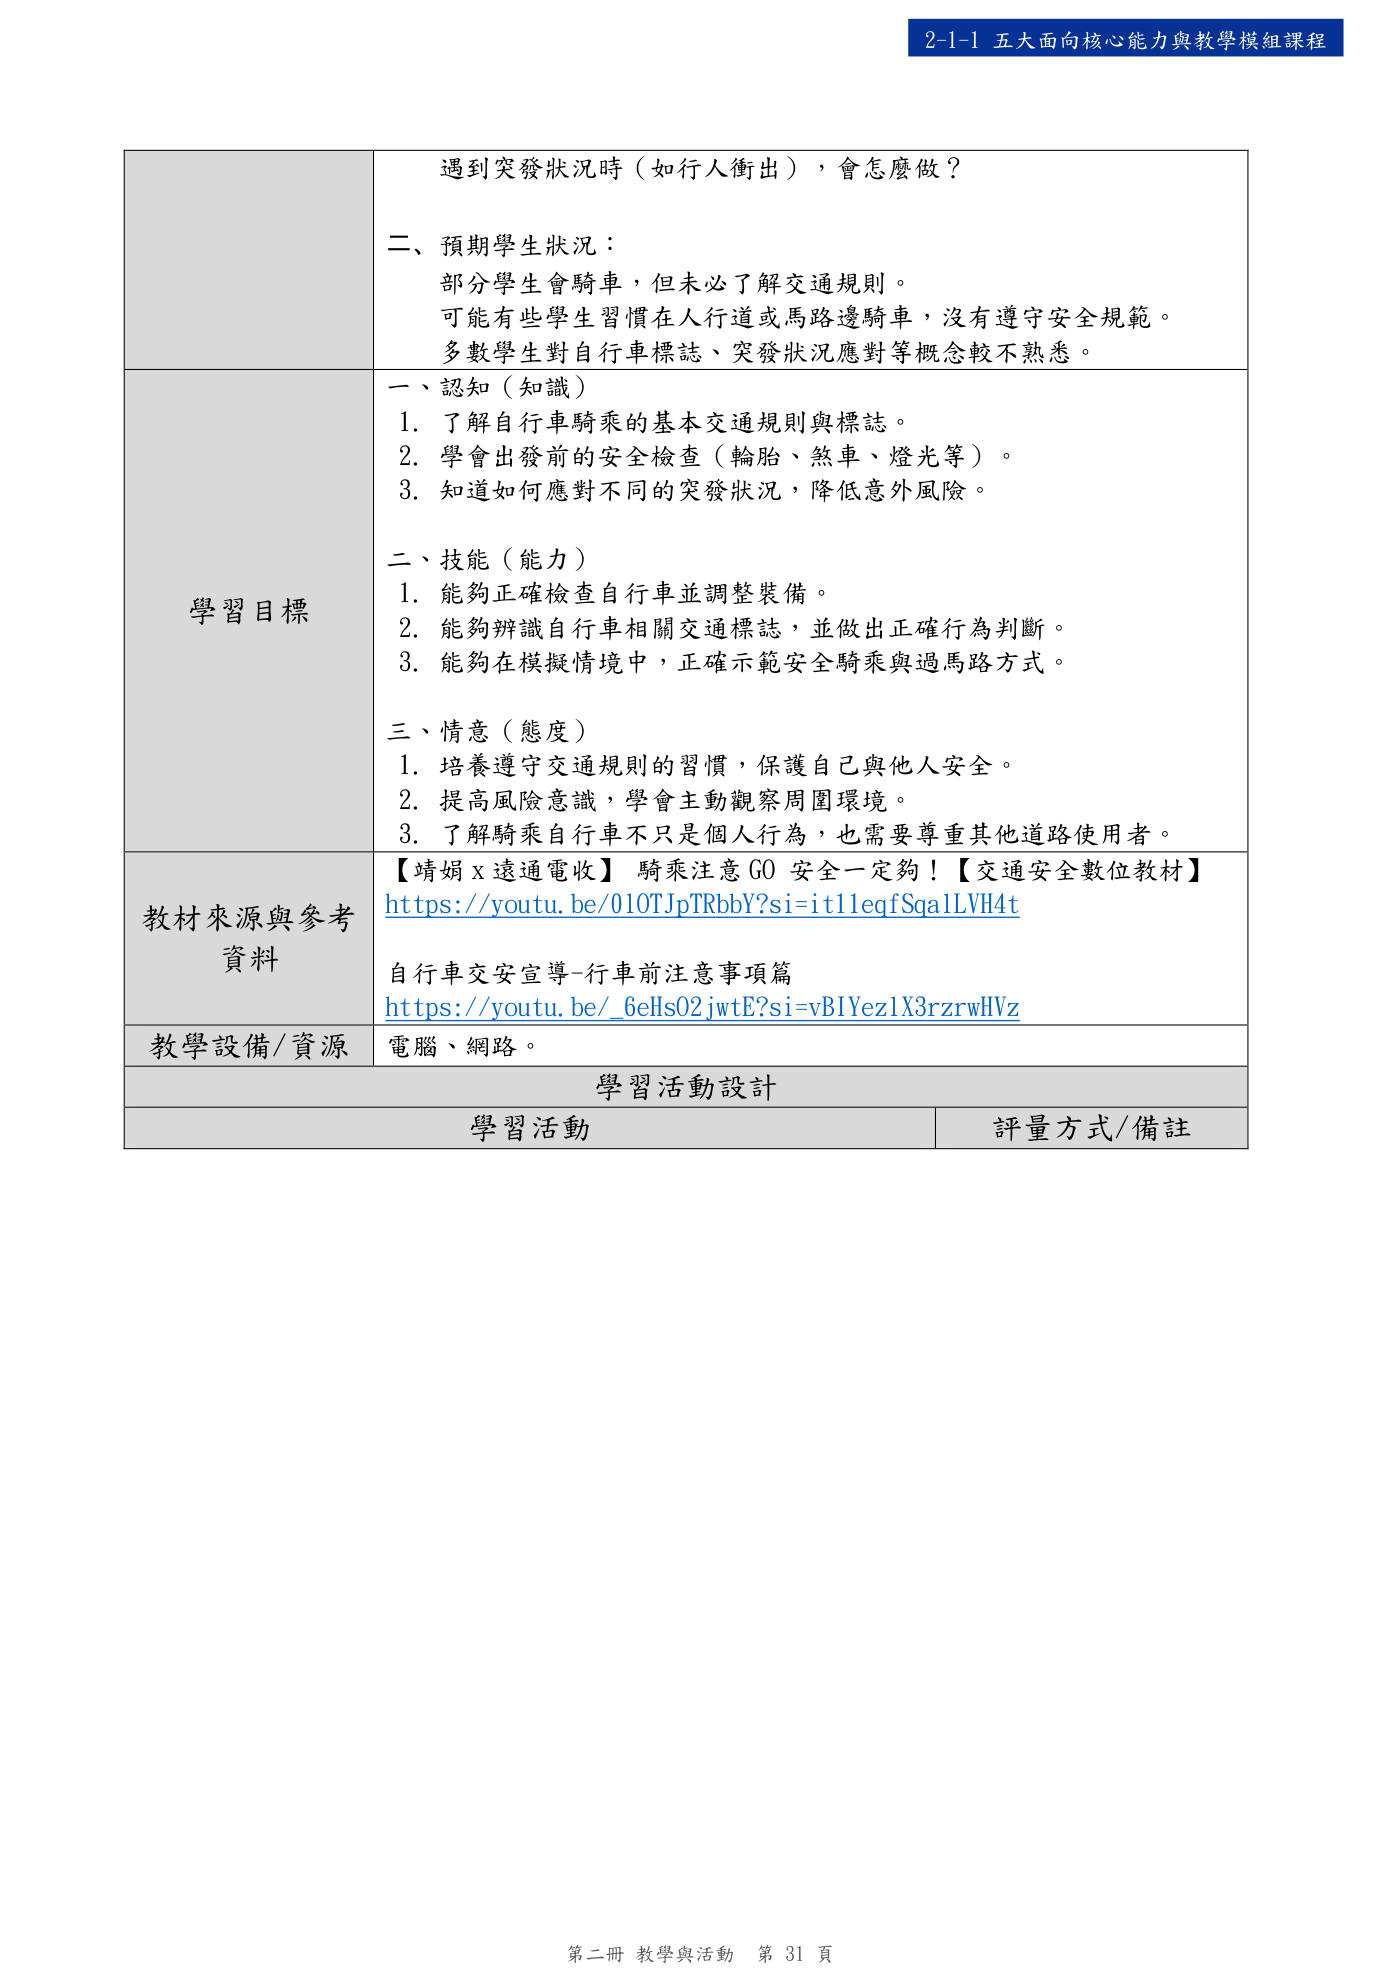 2-1-1 五大面向核心能力與教學模組課程
遇到突發狀況時（如行人衝出），會怎麼做？
二、預期學生狀況：
部分學生會騎車，但未必了解交通規則。
可能有些學生習慣在人行道或馬路邊騎車，沒有遵守安全規範。
多數學生對自行車標誌、突發狀況應對等概念較不熟悉。
學習目標
一、認知（知識）
1. 了解自行車騎乘的基本交通規則與標誌。
2. 學會出發前的安全檢查（輪胎、煞車、燈光等）。
3. 知道如何應對不同的突發狀況，降低意外風險。
二、技能（能力）
1. 能夠正確檢查自行車並調整裝備。
2. 能夠辨識自行車相關交通標誌，並做出正確行為判斷。
3. 能夠在模擬情境中，正確示範安全騎乘與過馬路方式。
三、情意（態度）
1. 培養遵守交通規則的習慣，保護自己與他人安全。
2. 提高風險意識，學會主動觀察周圍環境。
3. 了解騎乘自行車不只是個人行為，也需要尊重其他道路使用者。
教材來源與參考
資料
【靖娟 x 遠通電收】 騎乘注意 GO 安全一定夠！【交通安全數位教材】
https://youtu.be/010TJpTRbbY?si=it11eqfSqa1LVH4t
自行車交安宣導-行車前注意事項篇
https://youtu.be/_6eHsO2jwtE?si=vBIYez1X3rzrwHVz
教學設備/資源
電腦、網路。
學習活動設計
學習活動
評量方式/備註
第二冊 教學與活動 第 31 頁